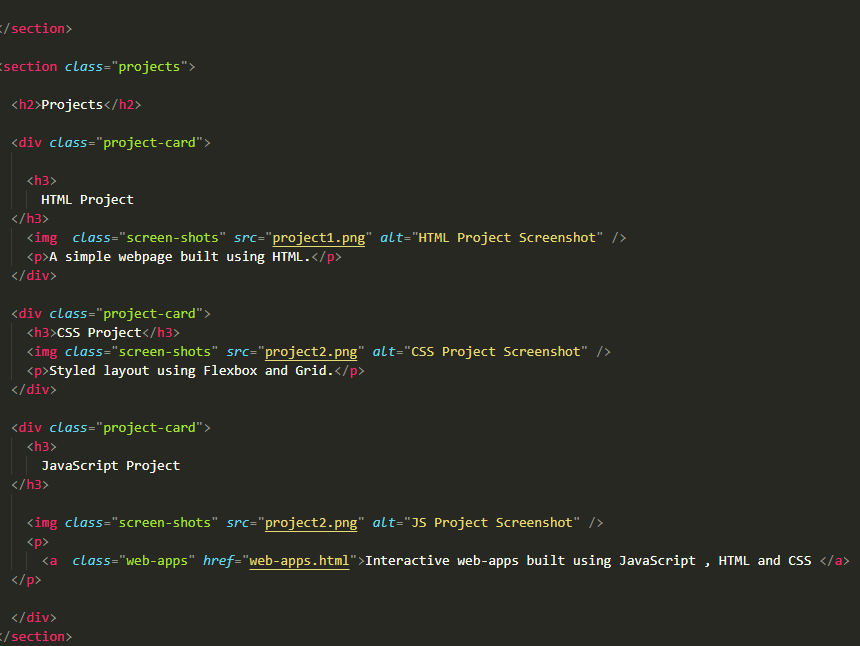 </section>
<section class="projects">
<h2>Projects</h2>
<div class="project-card">
<h3>
HTML Project
</h3>
<img  class="screen-shots" src="project1.png" alt="HTML Project Screenshot" />
<p>A simple webpage built using HTML.</p>
</div>
<div class="project-card">
<h3>CSS Project</h3>
<img class="screen-shots" src="project2.png" alt="CSS Project Screenshot" />
<p>Styled layout using Flexbox and Grid.</p>
</div>
<div class="project-card">
<h3>
JavaScript Project
</h3>
<img class="screen-shots" src="project2.png" alt="JS Project Screenshot" />
<p>
<a  class="web-apps" href="web-apps.html">Interactive web-apps built using JavaScript , HTML and CSS </a>
</p>
</div>
</section>